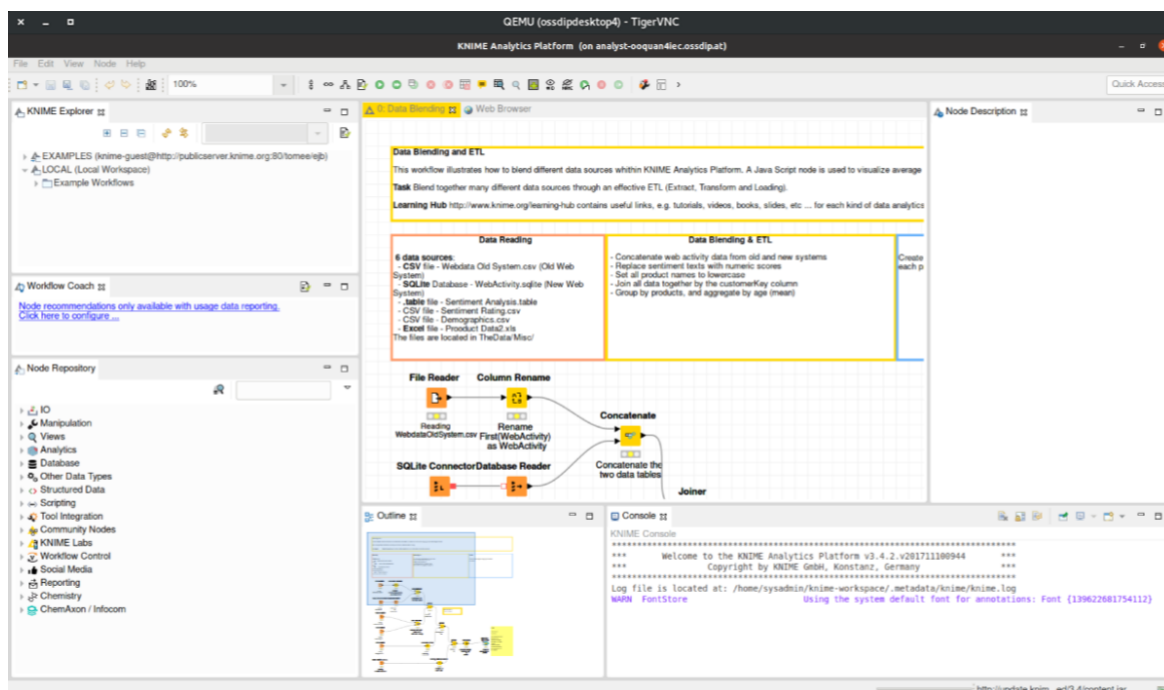 QEMU (ossdipdesktop4) - TigerVNC
KNIME Analytics Platform (on analyst-ooquan4iec.ossdip.at)
File Edit View Node Help
100%
Quick Access
KNIME Explorer
EXAMPLES (knime-guest@http://publicserver.knime.org:80/tomee/ejb)
LOCAL (Local Workspace)
Example Workflows
Workflow Coach
Node recommendations only available with usage data reporting.
Click here to configure ...
Node Repository
IO
Manipulation
Views
Analytics
Database
Other Data Types
Structured Data
Scripting
Tool Integration
Community Nodes
KNIME Labs
Workflow Control
Social Media
Reporting
Chemistry
ChemAxon / Infocom
0: Data Blending
Web Browser
Data Blending and ETL
This workflow illustrates how to blend different data sources whithin KNIME Analytics Platform. A Java Script node is used to visualize average
Task Blend together many different data sources through an effective ETL (Extract, Transform and Loading).
Learning Hub http://www.knime.org/learning-hub contains useful links, e.g. tutorials, videos, books, slides, etc ... for each kind of data analytics
Data Reading
6 data sources:
- CSV file - Webdata Old System.csv (Old Web
System)
- SQLite Database - WebActivity.sqlite (New Web
System)
- .table file - Sentiment Analysis.table
- CSV file - Sentiment Rating.csv
- CSV file - Demographics.csv
- Excel file - Prooduct Data2.xls
The files are located in TheData/Misc/
Data Blending & ETL
- Concatenate web activity data from old and new systems
- Replace sentiment texts with numeric scores
- Set all product names to lowercase
- Join all data together by the customerKey column
- Group by products, and aggregate by age (mean)
Create
each p
File Reader
Reading
WebdataOldSystem.csv
Column Rename
Rename
First(WebActivity)
as WebActivity
Concatenate
Concatenate the
two data tables
SQLite Connector
Database Reader
Joiner
Node Description
Outline
Console
KNIME Console
*** Welcome to the KNIME Analytics Platform v3.4.2.v201711100944 ***
*** Copyright by KNIME GmbH, Konstanz, Germany ***
Log file is located at: /home/sysadmin/knime-workspace/.metadata/knime/knime.log
WARN FontStore Using the system default font for annotations: Font {139622681754112}